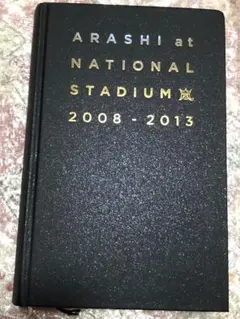 ARASHI at
NATIONAL
STADIUM
2008 - 2013